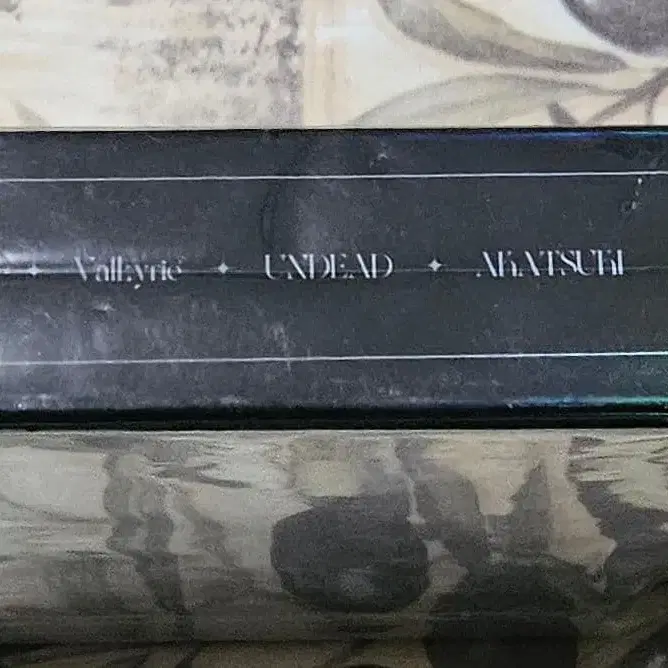 ✦ Valkyrie ✦ UNDEAD ✦ AKATSUKI